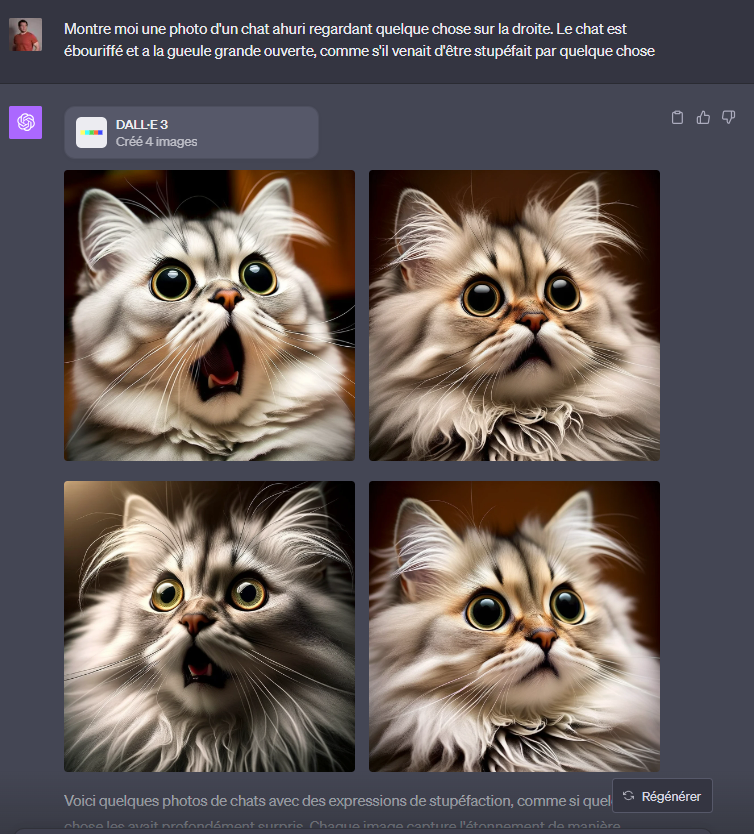 Montre moi une photo d'un chat ahuri regardant quelque chose sur la droite. Le chat est
ébouriffé et a la gueule grande ouverte, comme s'il venait d'être stupéfait par quelque chose
DALL·E 3
Créé 4 images
Voici quelques photos de chats avec des expressions de stupéfaction, comme si
Régénérer
chose les avait profondément surpris. Chaque image capture l'étonnement de manière